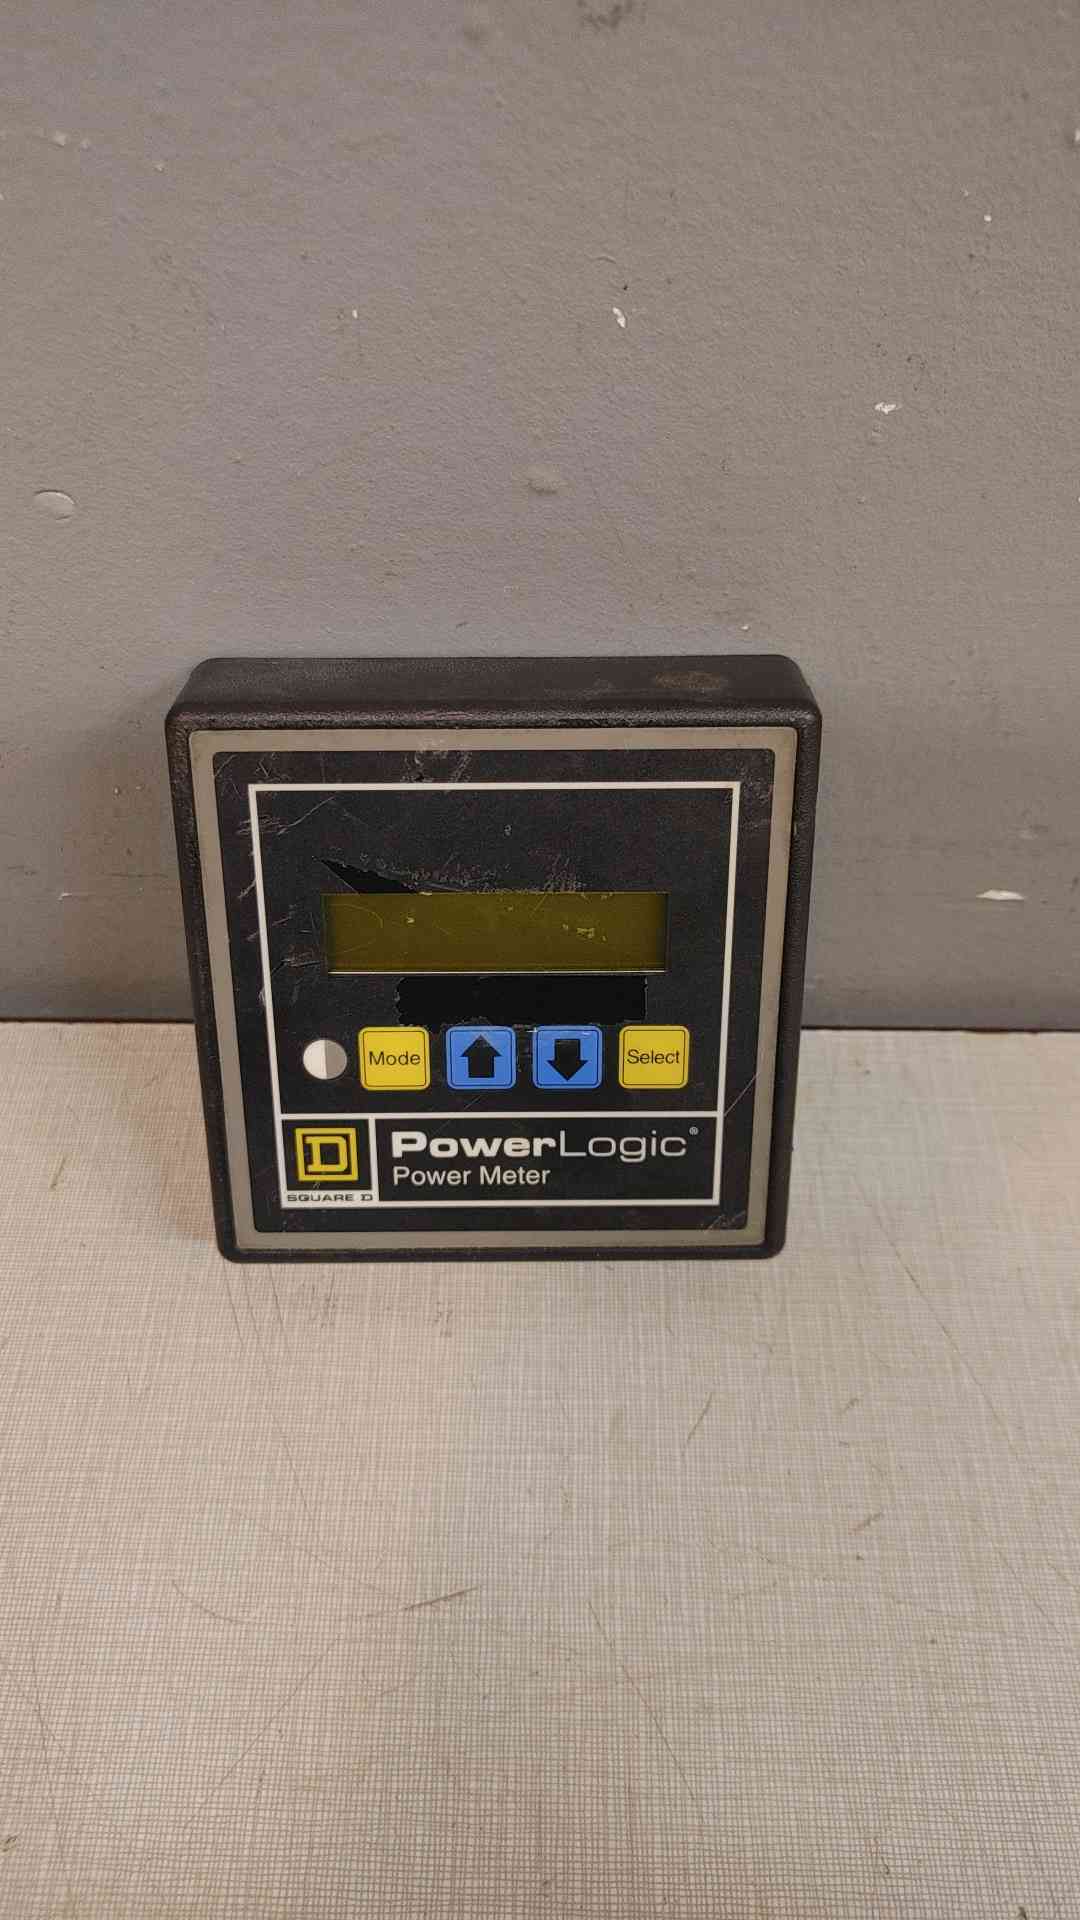 Mode
Select
D
SQUARE D
PowerLogic®
Power Meter